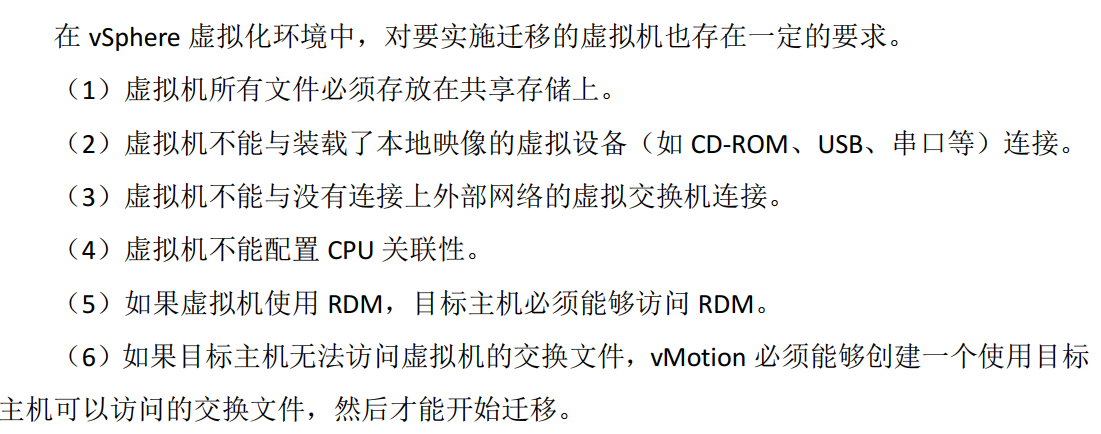 在 vSphere 虚拟化环境中，对要实施迁移的虚拟机也存在一定的要求。
（1）虚拟机所有文件必须存放在共享存储上。
（2）虚拟机不能与装载了本地映像的虚拟设备（如 CD-ROM、USB、串口等）连接。
（3）虚拟机不能与没有连接上外部网络的虚拟交换机连接。
（4）虚拟机不能配置 CPU 关联性。
（5）如果虚拟机使用 RDM，目标主机必须能够访问 RDM。
（6）如果目标主机无法访问虚拟机的交换文件，vMotion 必须能够创建一个使用目标
主机可以访问的交换文件，然后才能开始迁移。